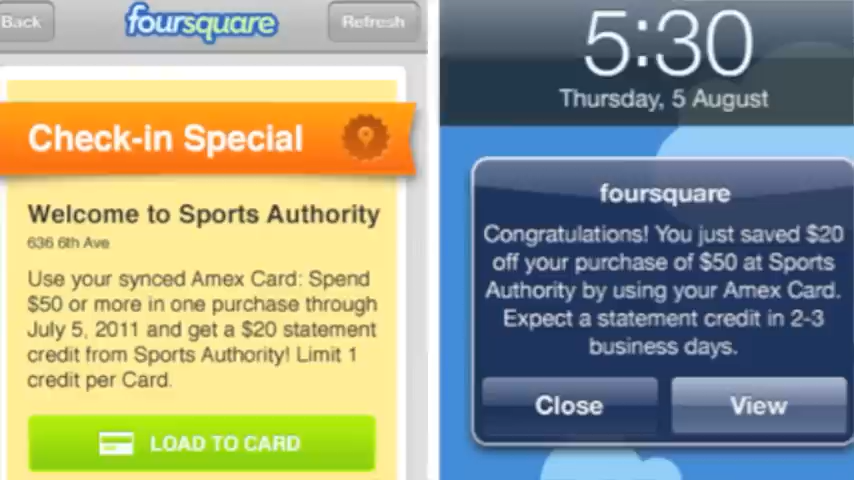 Back
foursquare
Refresh
Check-in Special
Welcome to Sports Authority
636 6th Ave
Use your synced Amex Card: Spend
$50 or more in one purchase through
July 5, 2011 and get a $20 statement
credit from Sports Authority! Limit 1
credit per Card.
LOAD TO CARD
5:30
Thursday, 5 August
foursquare
Congratulations! You just saved $20
off your purchase of $50 at Sports
Authority by using your Amex Card.
Expect a statement credit in 2-3
business days.
Close
View